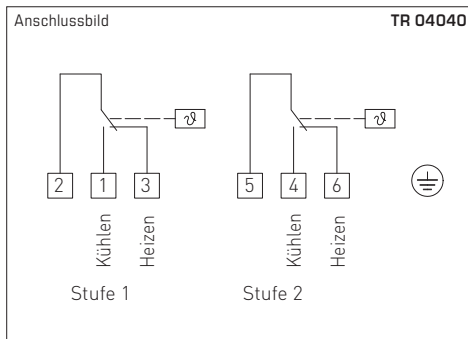 Anschlussbild TR 04040
ϑ ϑ
2 1 3 5 4 6
Kühlen Heizen Kühlen Heizen
Stufe 1 Stufe 2